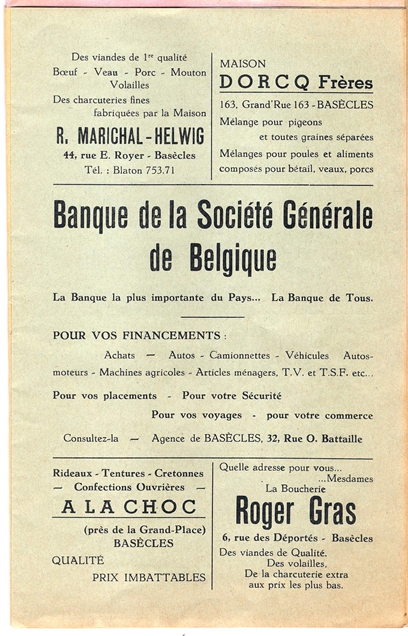 Des viandes de 1re qualité
Bœuf - Veau - Porc - Mouton
Volailles
Des charcuteries fines
fabriquées par la Maison
R. MARICHAL-HELWIG
44, rue E. Royer - Basècles
Tél. : Blaton 753.71
MAISON
DORCQ Frères
163, Grand'Rue 163 - BASÈCLES
Mélange pour pigeons
et toutes graines séparées
Mélanges pour poules et aliments
composés pour bétail, veaux, porcs
Banque de la Société Générale
de Belgique
La Banque la plus importante du Pays... La Banque de Tous.
POUR VOS FINANCEMENTS :
Achats — Autos - Camionnettes - Véhicules Autos-
moteurs - Machines agricoles - Articles ménagers, T.V. et T.S.F. etc...
Pour vos placements - Pour votre Sécurité
Pour vos voyages - pour votre commerce
Consultez-la — Agence de BASÈCLES, 32, Rue O. Battaille
Rideaux - Tentures - Cretonnes
— Confections Ouvrières —
A LA CHOC
(près de la Grand-Place)
BASÈCLES
QUALITÉ
PRIX IMBATTABLES
Quelle adresse pour vous...
...Mesdames
La Boucherie
Roger Gras
6, rue des Déportés - Basècles
Des viandes de Qualité.
Des volailles,
De la charcuterie extra
aux prix les plus bas.